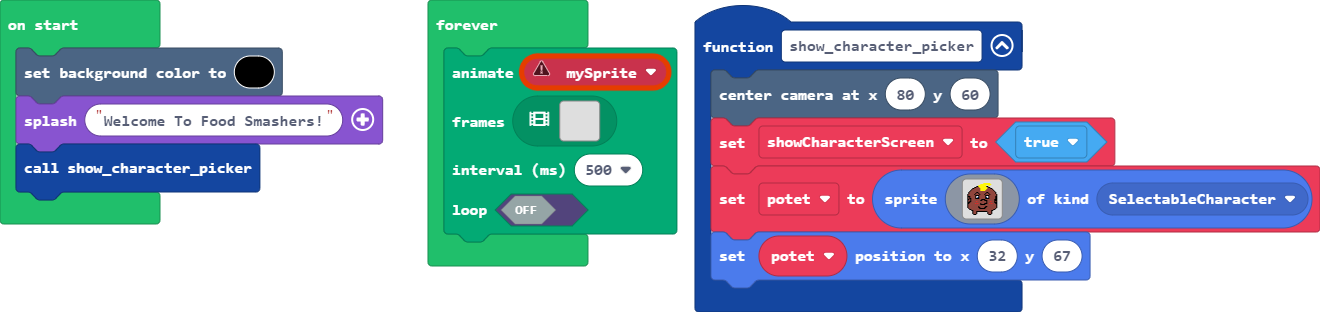 on start
set background color to
splash "Welcome To Food Smashers!"
call show_character_picker
forever
animate mySprite
frames
interval (ms) 500
loop OFF
function show_character_picker
center camera at x 80 y 60
set showCharacterScreen to true
set potet to sprite of kind SelectableCharacter
set potet position to x 32 y 67